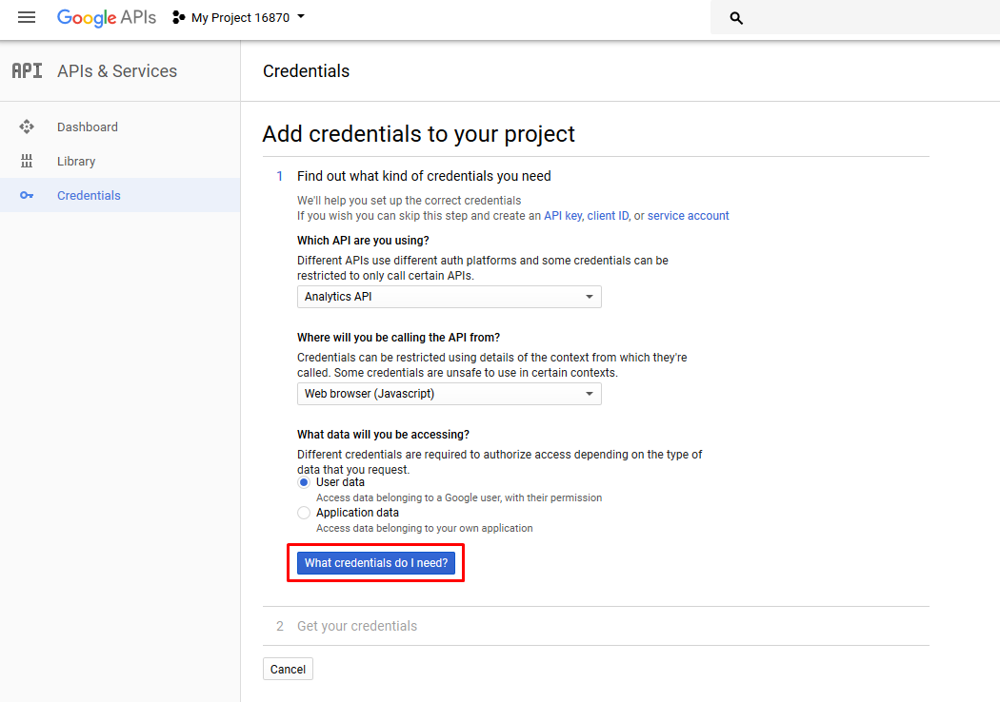 Google APIs My Project 16870
API APIs & Services
Credentials
Dashboard
Library
Credentials
Add credentials to your project
1 Find out what kind of credentials you need
We'll help you set up the correct credentials
If you wish you can skip this step and create an API key, client ID, or service account
Which API are you using?
Different APIs use different auth platforms and some credentials can be
restricted to only call certain APIs.
Analytics API
Where will you be calling the API from?
Credentials can be restricted using details of the context from which they're
called. Some credentials are unsafe to use in certain contexts.
Web browser (Javascript)
What data will you be accessing?
Different credentials are required to authorize access depending on the type of
data that you request.
User data
Access data belonging to a Google user, with their permission
Application data
Access data belonging to your own application
What credentials do I need?
2 Get your credentials
Cancel